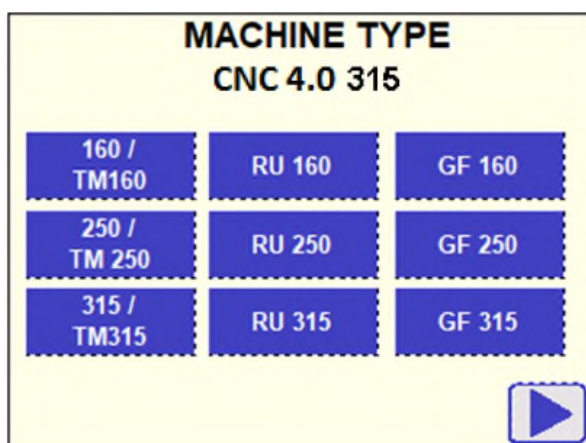 MACHINE TYPE
CNC 4.0 315
160 /
TM160
RU 160
GF 160
250 /
TM 250
RU 250
GF 250
315 /
TM315
RU 315
GF 315